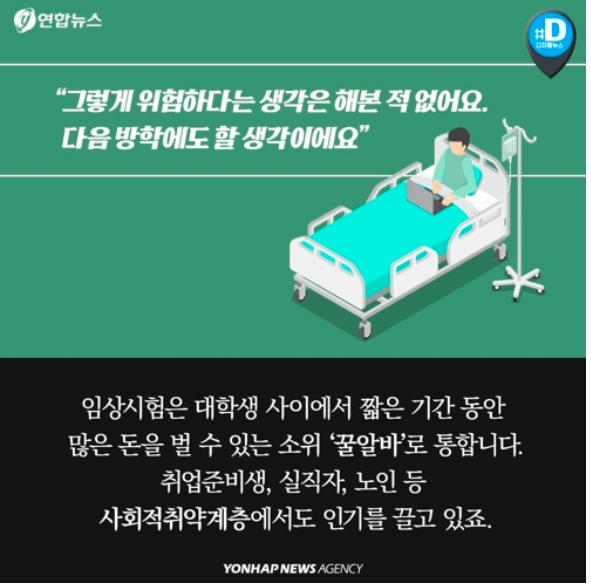 연합뉴스
#D
디지털뉴스
“그렇게 위험하다는 생각은 해본 적 없어요.
다음 방학에도 할 생각이에요”
임상시험은 대학생 사이에서 짧은 기간 동안
많은 돈을 벌 수 있는 소위 ‘꿀알바’로 통합니다.
취업준비생, 실직자, 노인 등
사회적취약계층에서도 인기를 끌고 있죠.
YONHAP NEWS AGENCY